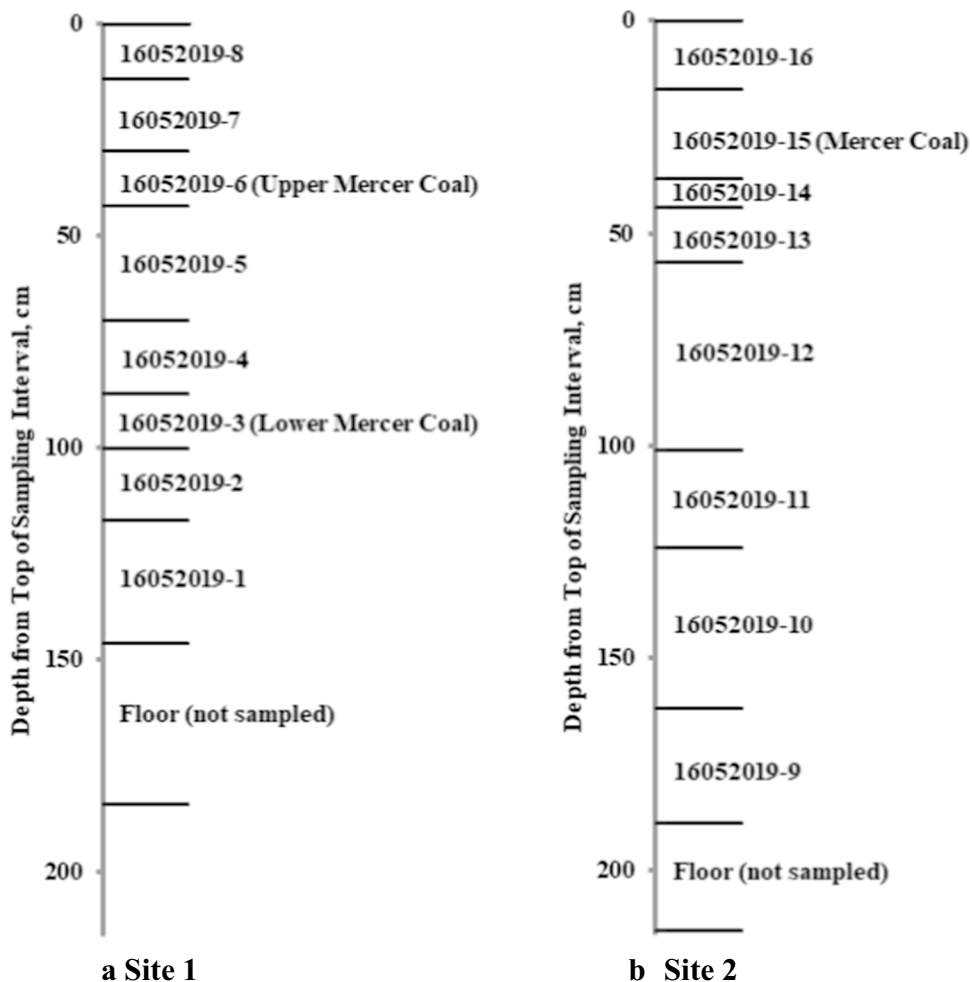 0
16052019-8
16052019-7
16052019-6 (Upper Mercer Coal)
50
16052019-5
16052019-4
16052019-3 (Lower Mercer Coal)
100
16052019-2
16052019-1
150
Floor (not sampled)
200
Depth from Top of Sampling Interval, cm
a Site 1
0
16052019-16
16052019-15 (Mercer Coal)
16052019-14
50
16052019-13
16052019-12
100
16052019-11
16052019-10
150
16052019-9
200
Floor (not sampled)
Depth from Top of Sampling Interval, cm
b Site 2